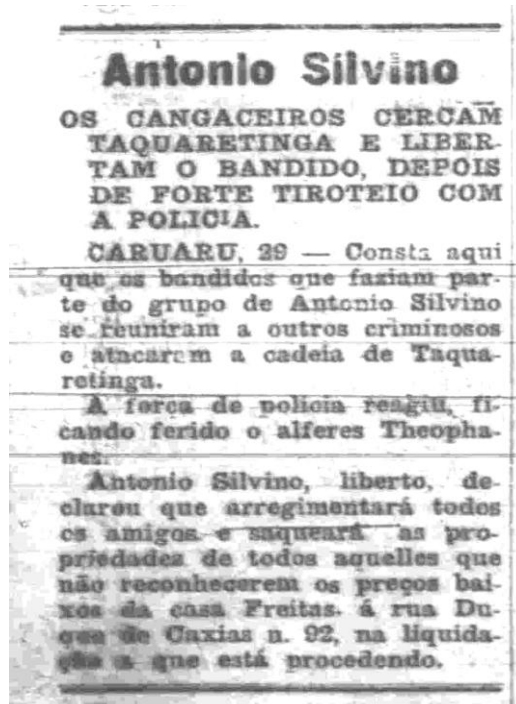 Antonio Silvino
OS CANGACEIROS CERCAM
TAQUARETINGA E LIBER-
TAM O BANDIDO, DEPOIS
DE FORTE TIROTEIO COM
A POLICIA.
CARUARU, 29 — Consta aqui
que os bandidos que faziam par-
te do grupo de Antonio Silvino
se reuniram a outros criminosos
e atacaram a cadeia de Taqua-
retinga.
A força de policia reagiu, fi-
cando ferido o alferes Theopha-
nes.
Antonio Silvino, liberto, de-
clarou que arregimentará todos
os amigos e saqueará as pro-
priedades de todos aquelles que
não reconhecerem os preços bai-
xos da casa Freitas. á rua Du-
que de Caxias n. 92, na liquida-
ção a que está procedendo.